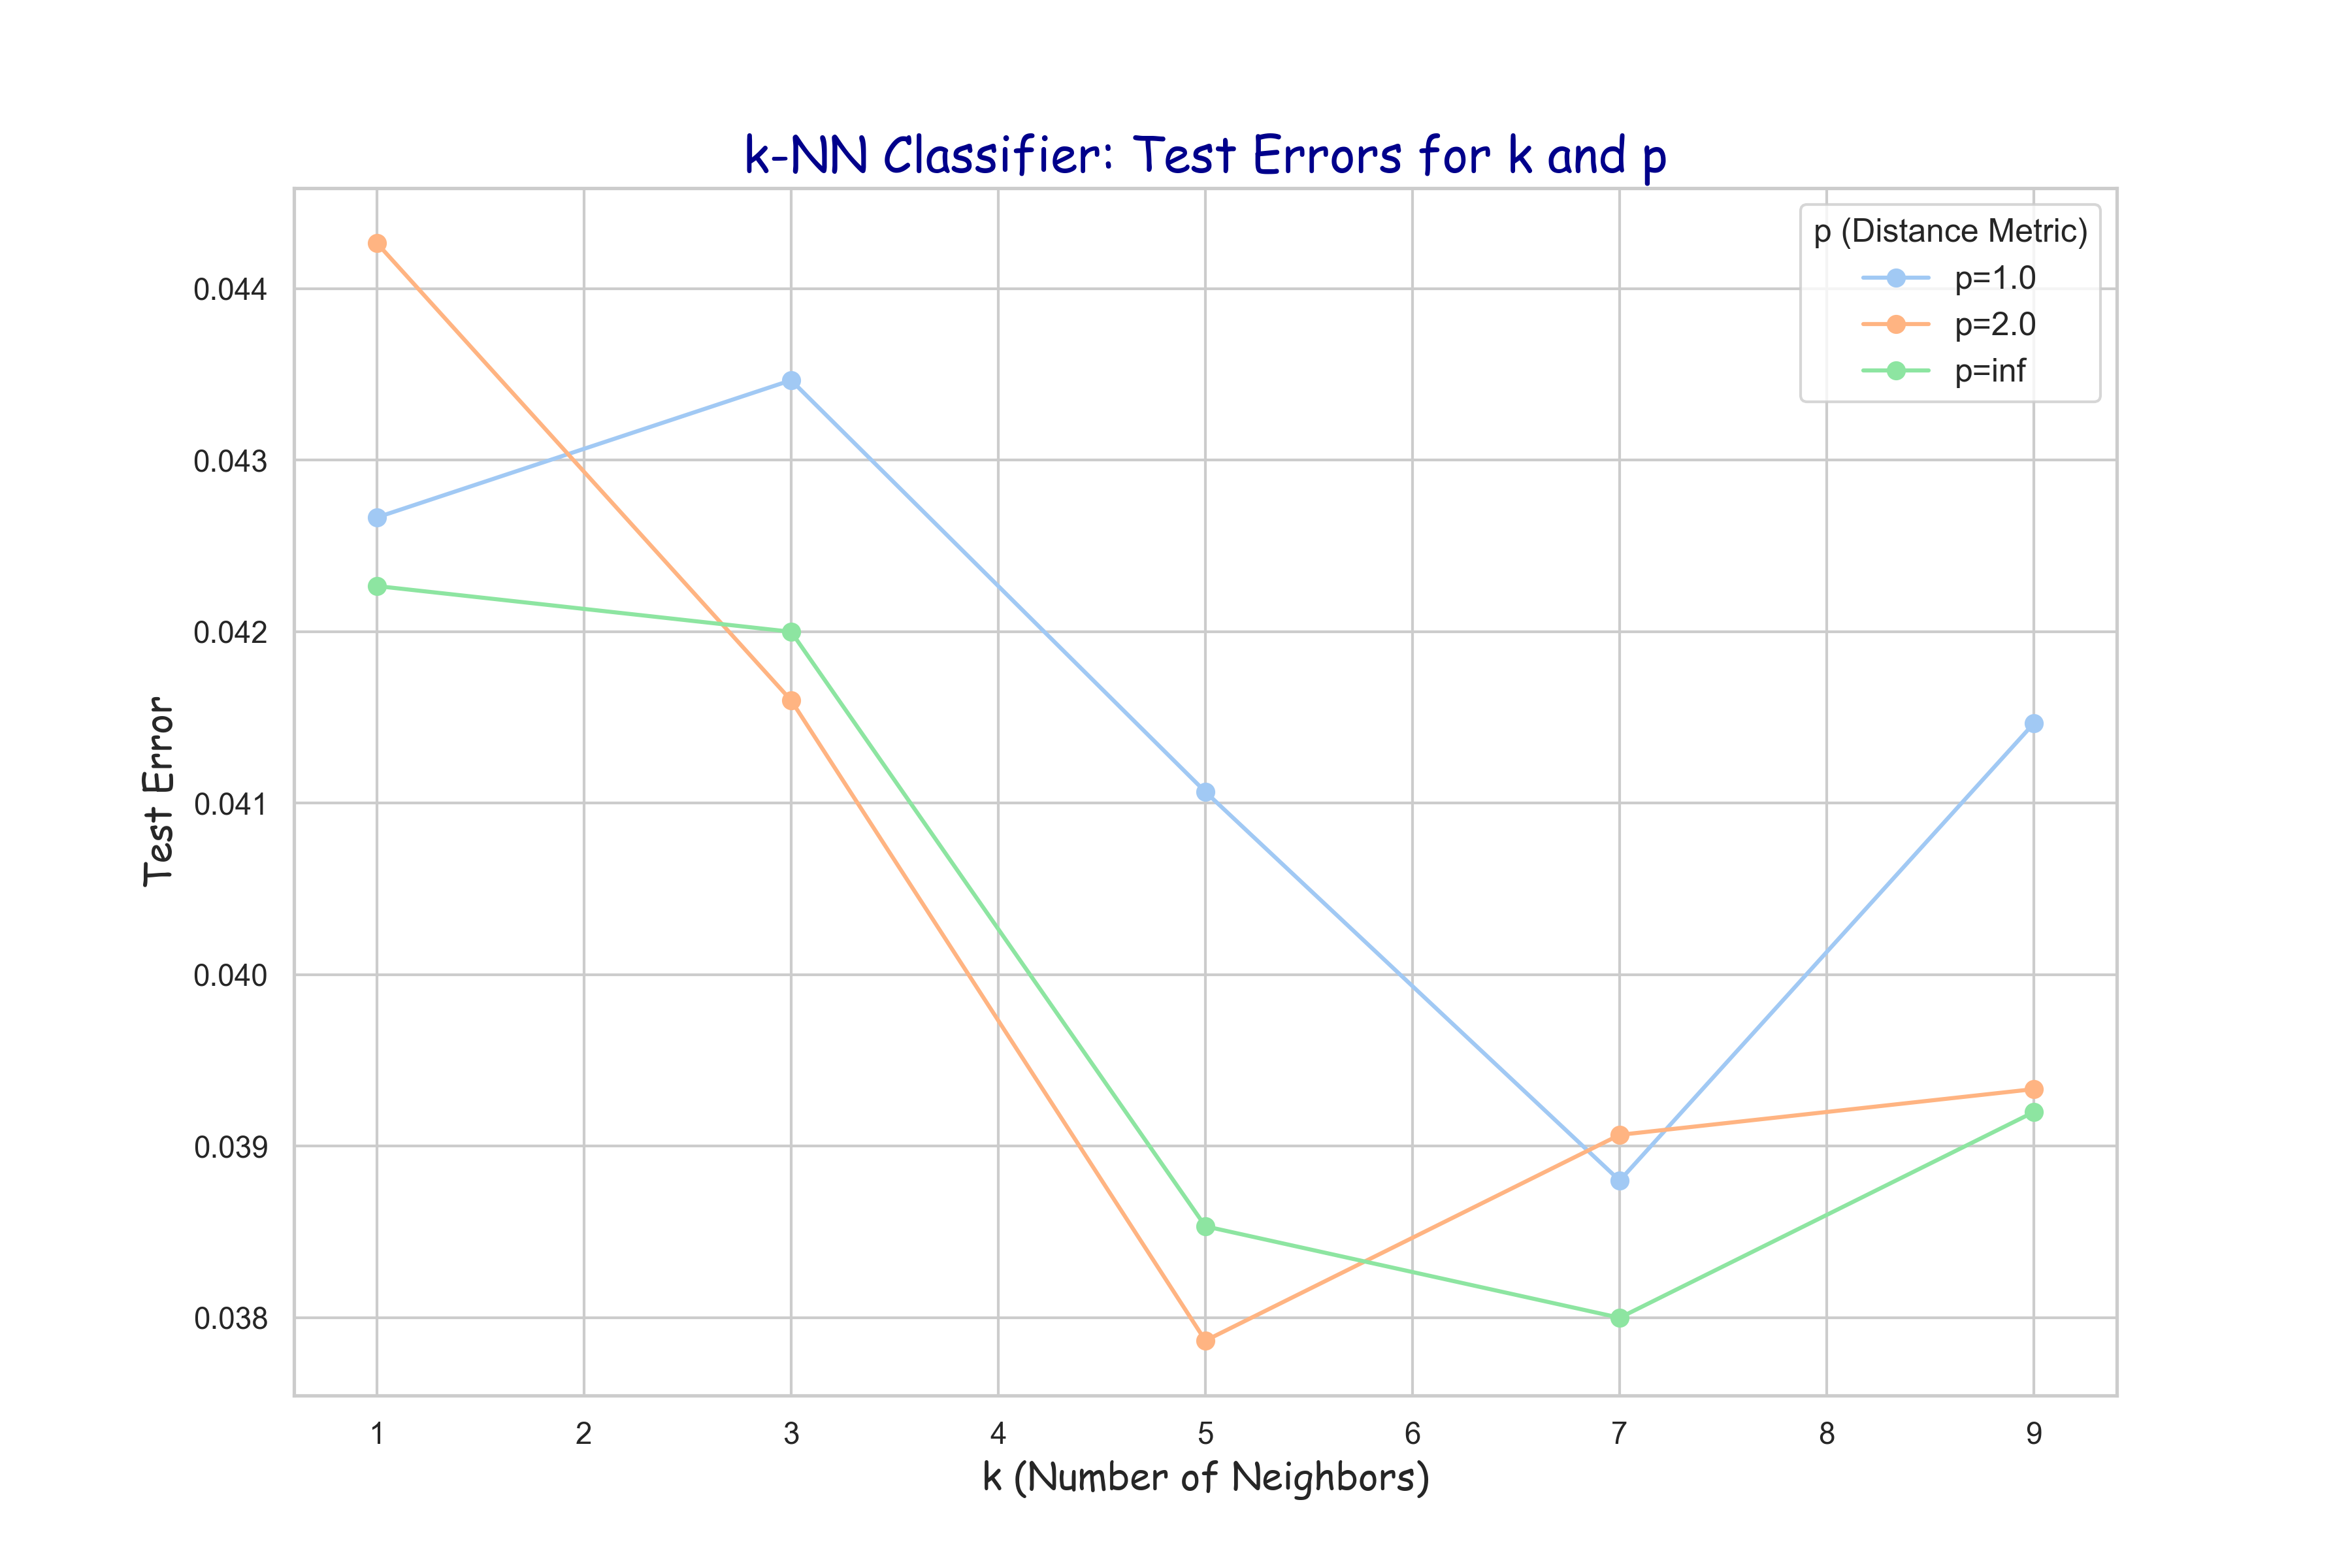 k-NN Classifier: Test Errors for k and p
p (Distance Metric)
p=1.0
p=2.0
p=inf
0.044
0.043
0.042
0.041
0.040
0.039
0.038
Test Error
1 2 3 4 5 6 7 8 9
k (Number of Neighbors)